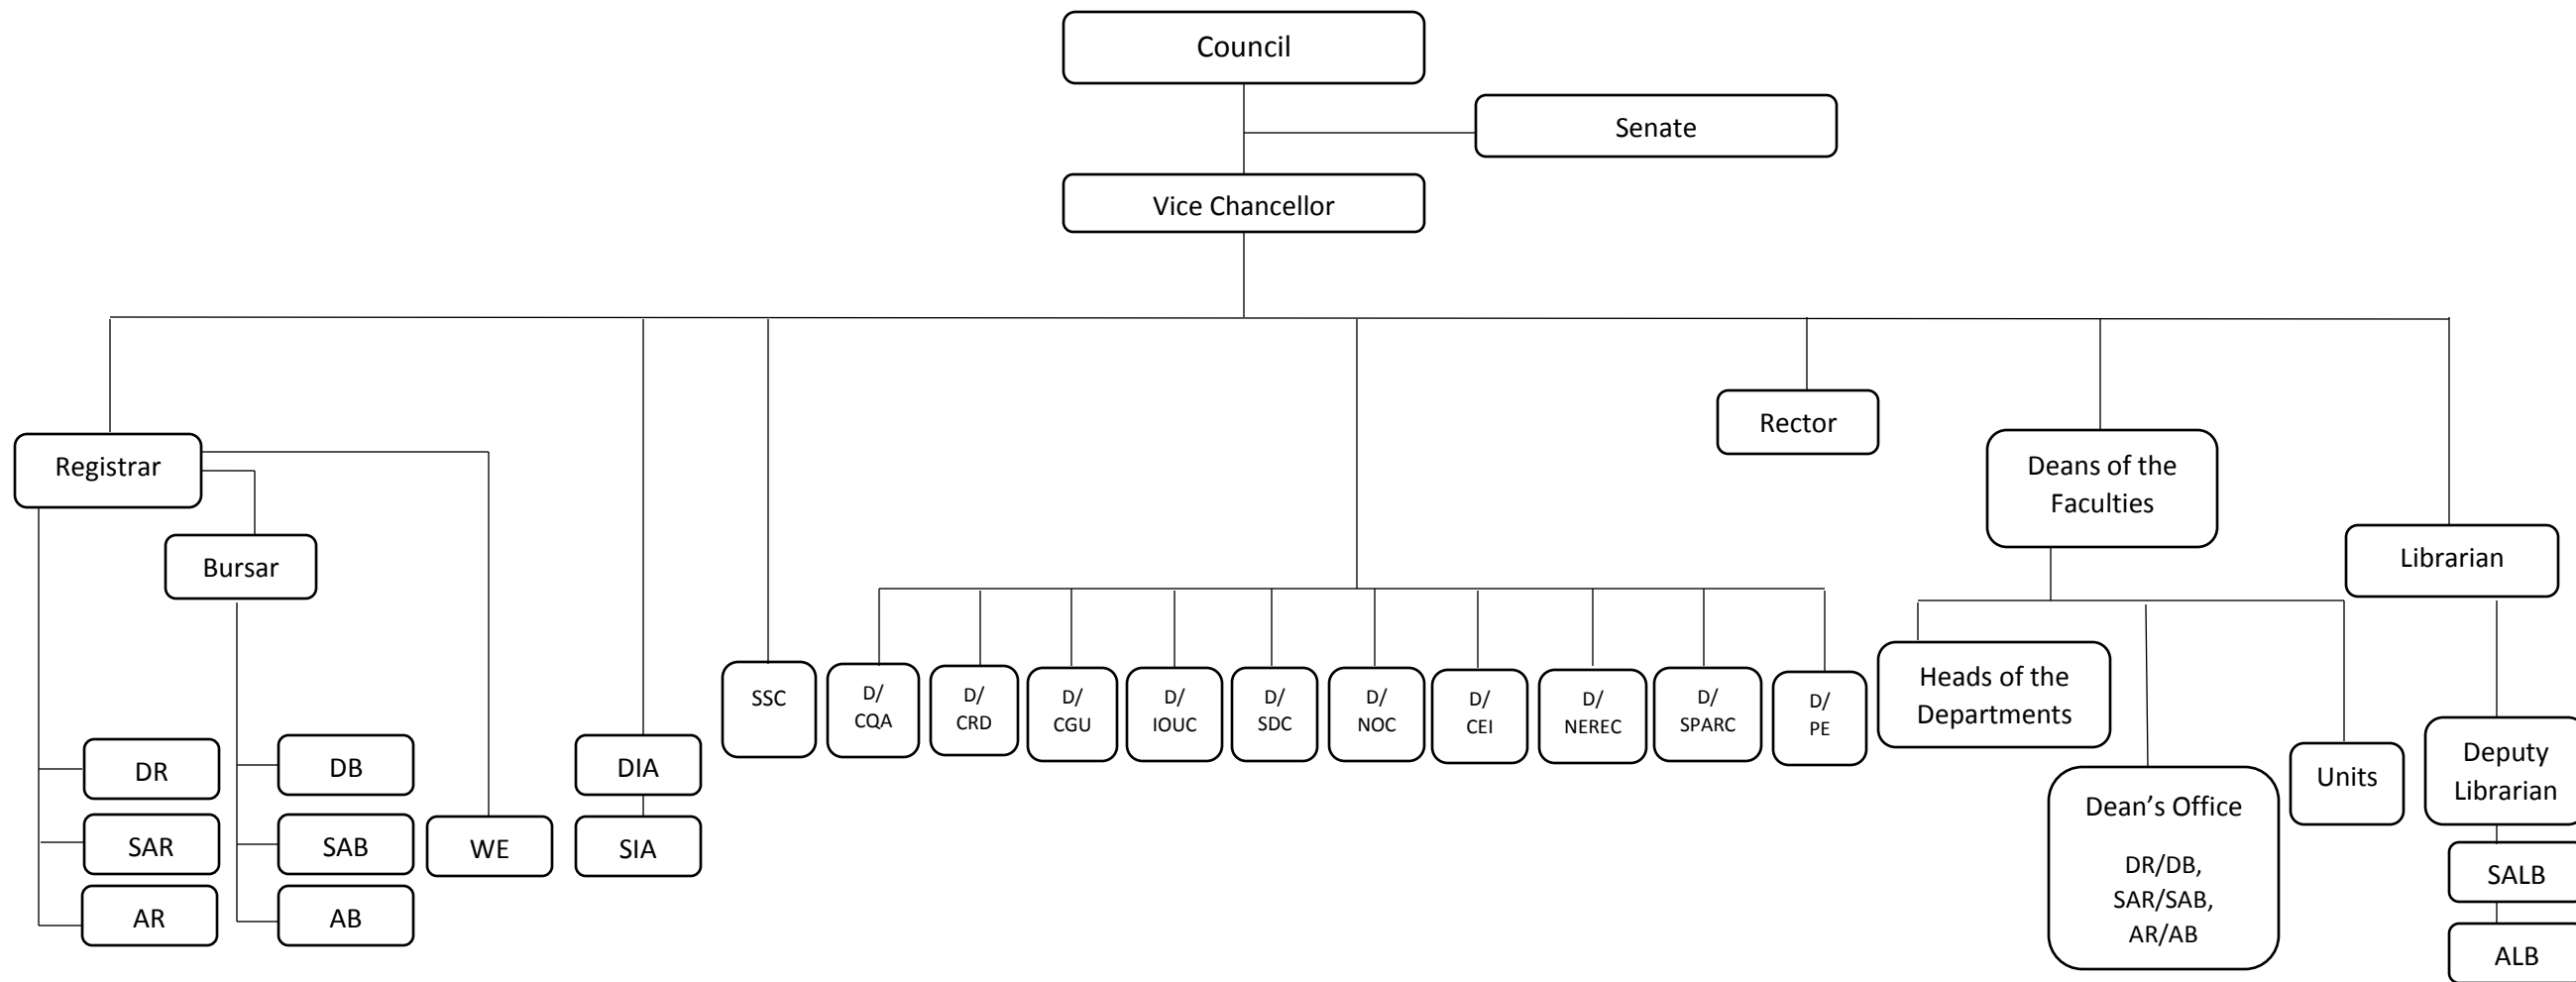 Council
Senate
Vice Chancellor
Rector
Registrar
Deans of the
Faculties
Bursar
Librarian
SSC
D/
CQA
D/
CRD
D/
CGU
D/
IOUC
D/
SDC
D/
NOC
D/
CEI
D/
NEREC
D/
SPARC
D/
PE
Heads of the
Departments
DR
DB
DIA
Units
Deputy
Librarian
Dean’s Office
DR/DB,
SAR/SAB,
AR/AB
SAR
SAB
WE
SIA
SALB
AR
AB
ALB